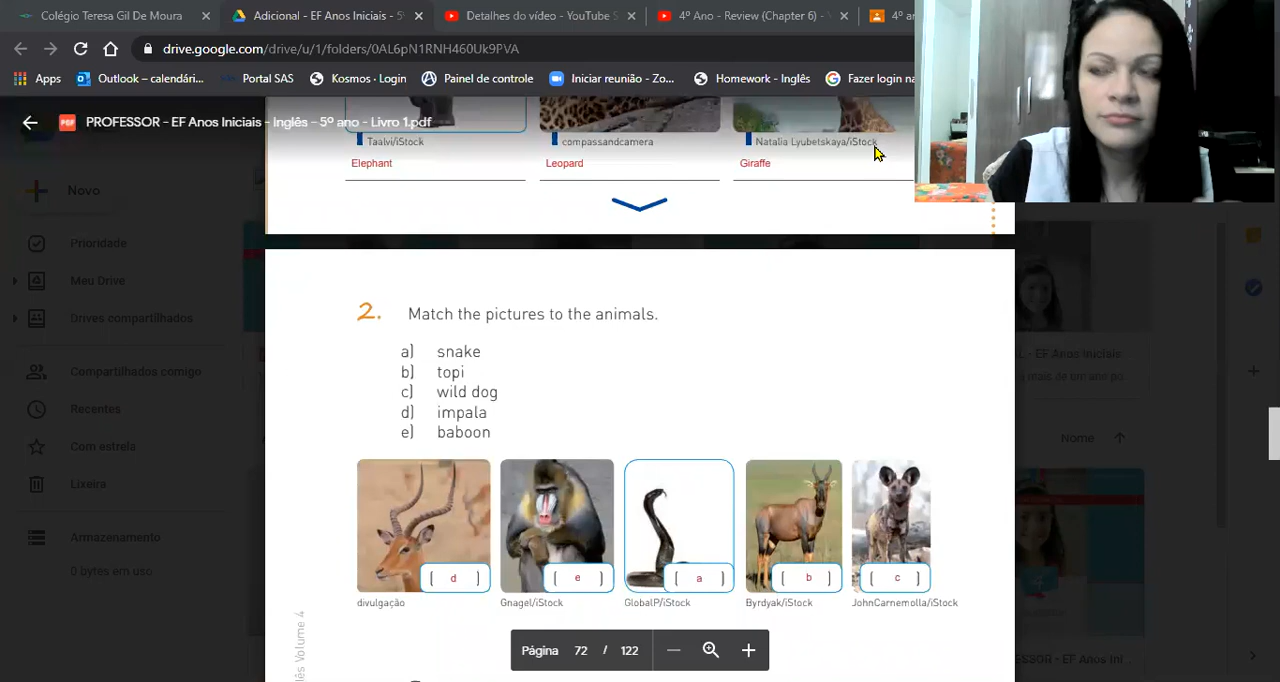 Colégio Teresa Gil De Moura
Adicional - EF Anos Iniciais - 5º
Detalhes do vídeo - YouTube S
4º Ano - Review (Chapter 6) -
4º an
drive.google.com/drive/u/1/folders/0AL6pN1RNH460Uk9PVA
Apps
Outlook – calendári...
Portal SAS
Kosmos · Login
Painel de controle
Iniciar reunião - Zo...
Homework - Inglês
Fazer login na
PDF
PROFESSOR - EF Anos Iniciais - Inglês - 5º ano - Livro 1.pdf
Taalvi/iStock
compassandcamera
Natalia Lyubetskaya/iStock
Elephant
Leopard
Giraffe
Novo
Prioridade
Meu Drive
Drives compartilhados
Compartilhados comigo
Recentes
Com estrela
Lixeira
Armazenamento
0 bytes em uso
2. Match the pictures to the animals.
a) snake
b) topi
c) wild dog
d) impala
e) baboon
( d )
( e )
( a )
( b )
( c )
divulgação
Gnagel/iStock
GlobalP/iStock
Byrdyak/iStock
JohnCarnemolla/iStock
Nome
Página 72 / 122